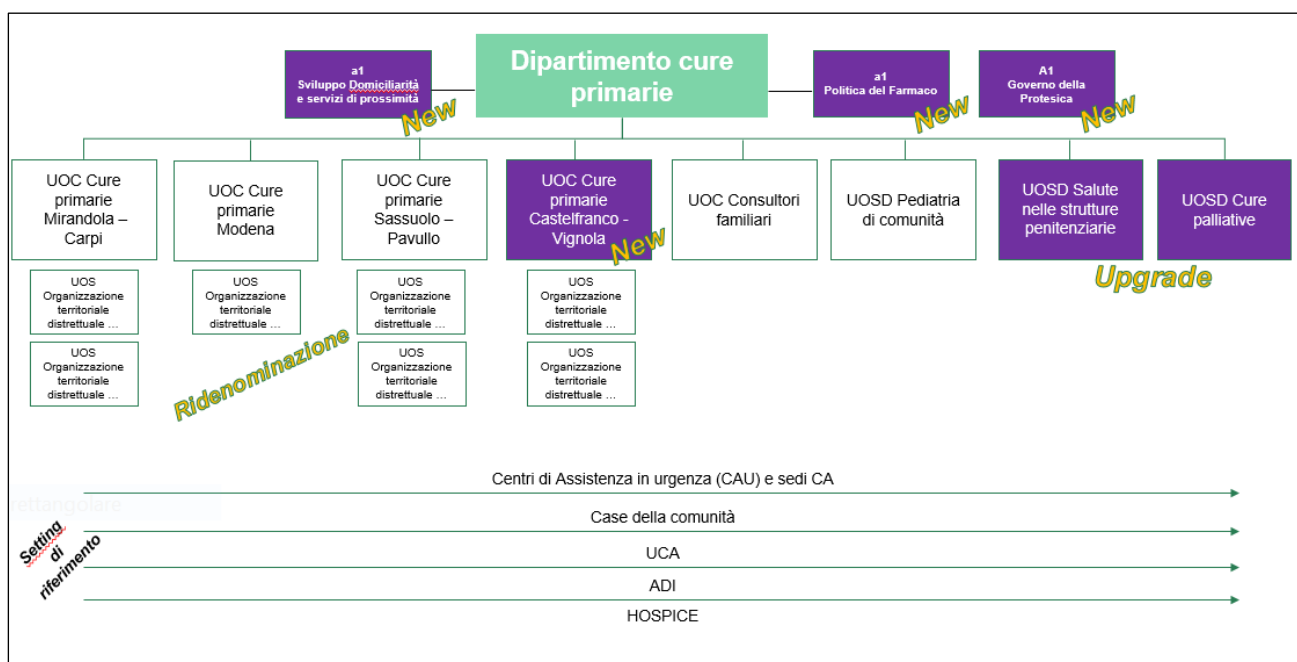 Dipartimento cure
primarie
a1
Sviluppo Domiciliarità
e servizi di prossimità
New
a1
Politica del Farmaco
New
A1
Governo della
Protesica
New
UOC Cure
primarie
Mirandola –
Carpi
UOC Cure
primarie
Modena
UOC Cure
primarie
Sassuolo –
Pavullo
UOC Cure
primarie
Castelfranco -
Vignola
New
UOC Consultori
familiari
UOSD Pediatria
di comunità
UOSD Salute
nelle strutture
penitenziarie
UOSD Cure
palliative
Upgrade
UOS
Organizzazione
territoriale
distrettuale ...
UOS
Organizzazione
territoriale
distrettuale ...
UOS
Organizzazione
territoriale
distrettuale ...
UOS
Organizzazione
territoriale
distrettuale ...
UOS
Organizzazione
territoriale
distrettuale ...
UOS
Organizzazione
territoriale
distrettuale ...
UOS
Organizzazione
territoriale
distrettuale ...
Ridenominazione
rettangolare
Setting
di
riferimento
Centri di Assistenza in urgenza (CAU) e sedi CA
Case della comunità
UCA
ADI
HOSPICE